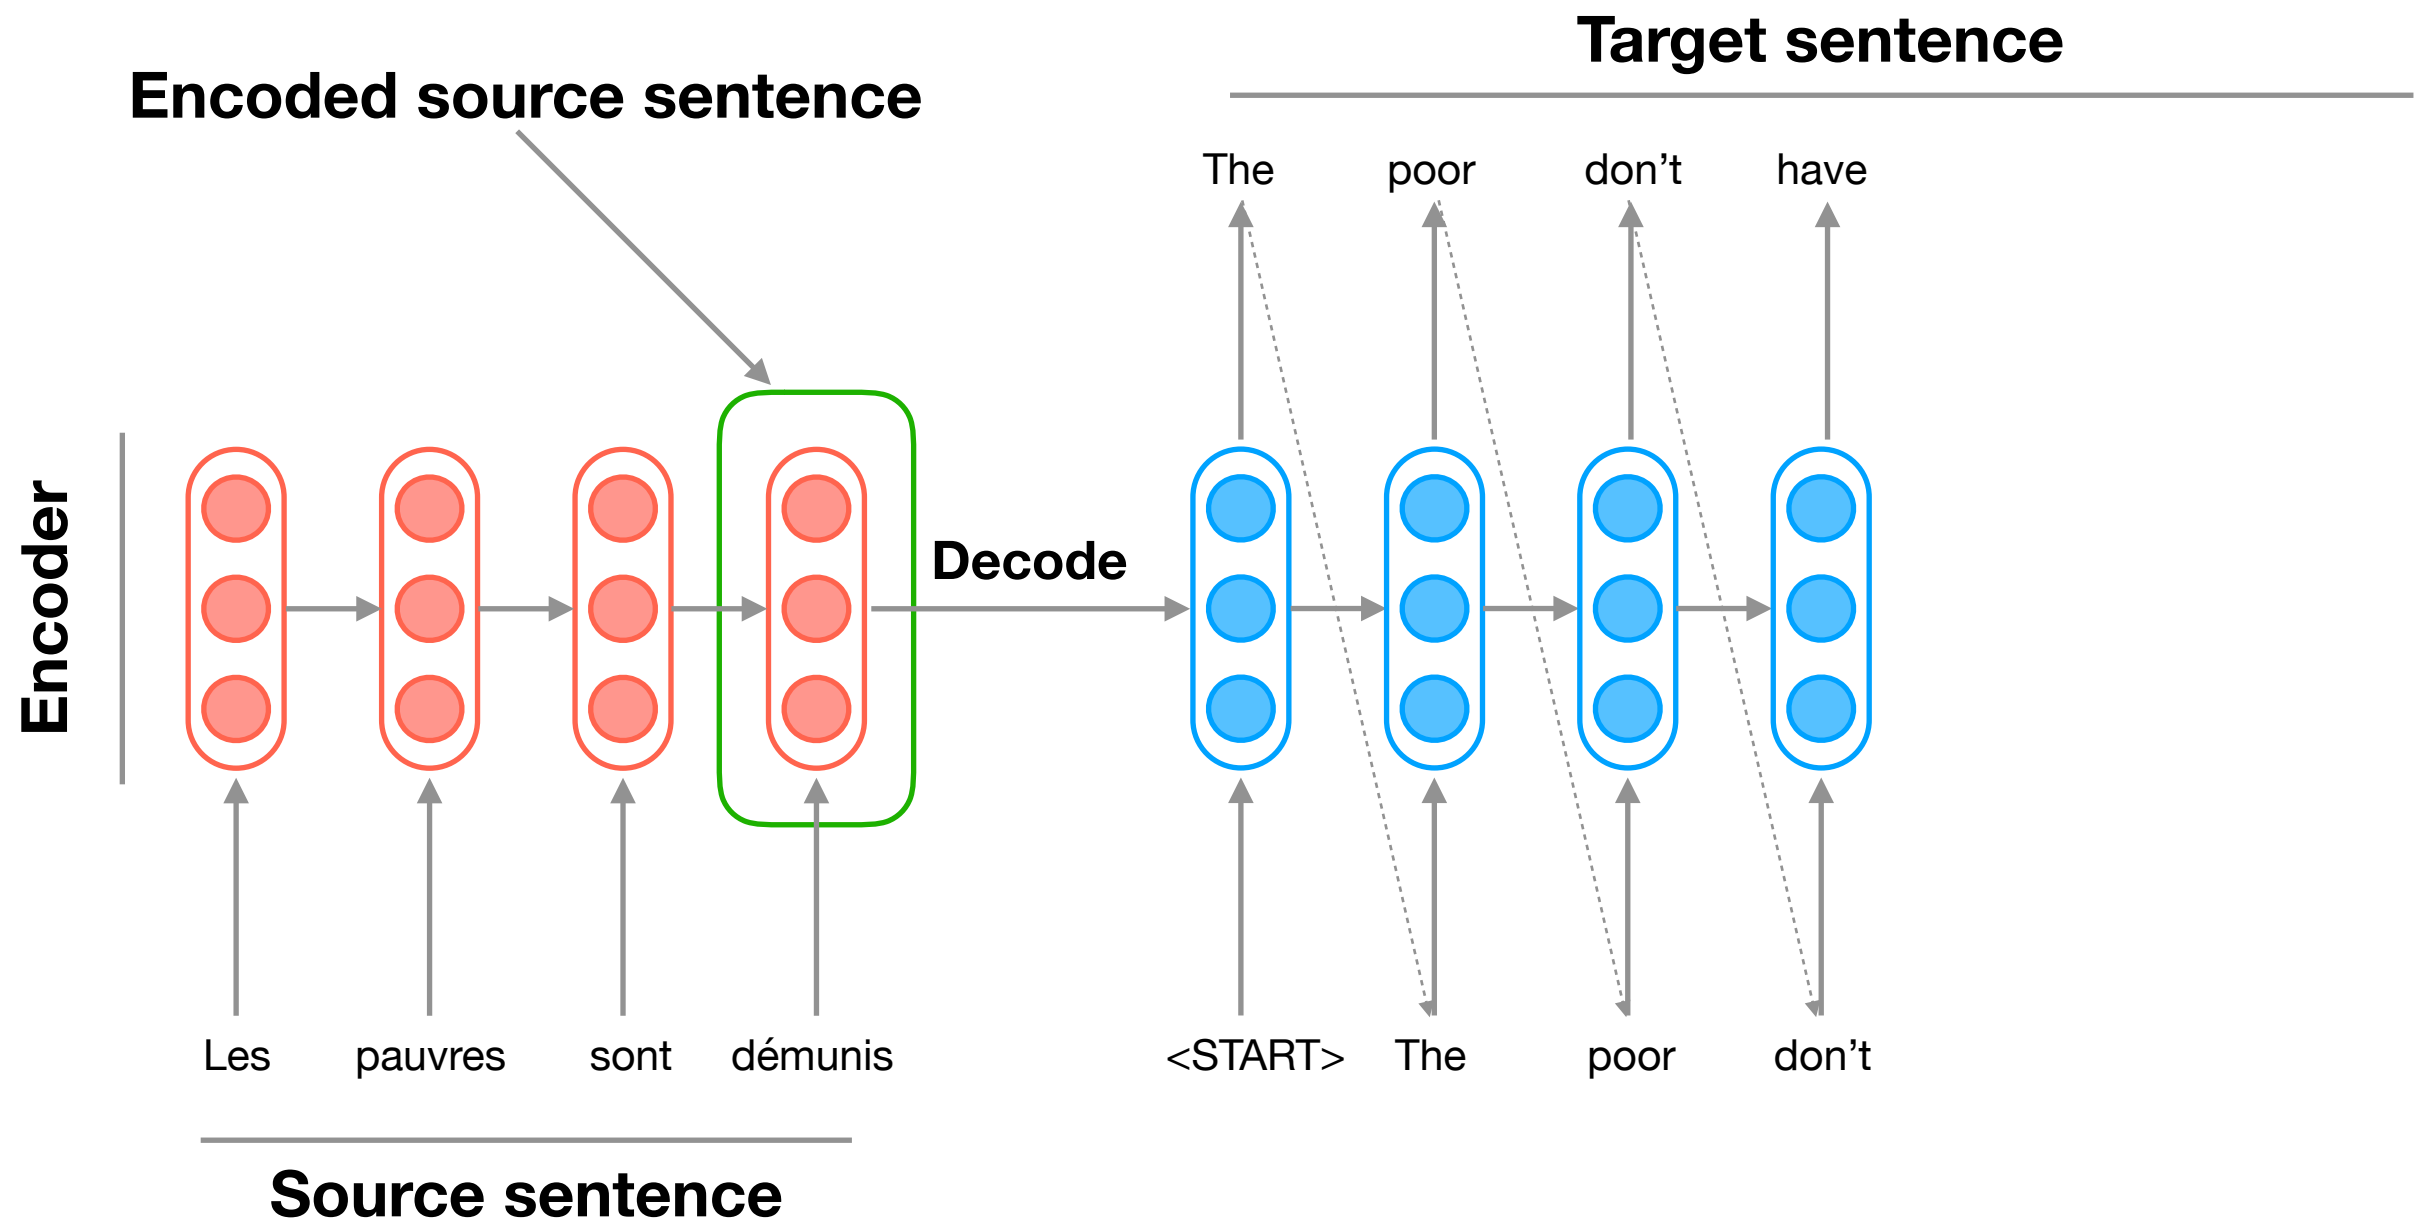 Target sentence
Encoded source sentence
The poor don’t have
Encoder
Decode
Les pauvres sont démunis
<START> The poor don’t
Source sentence